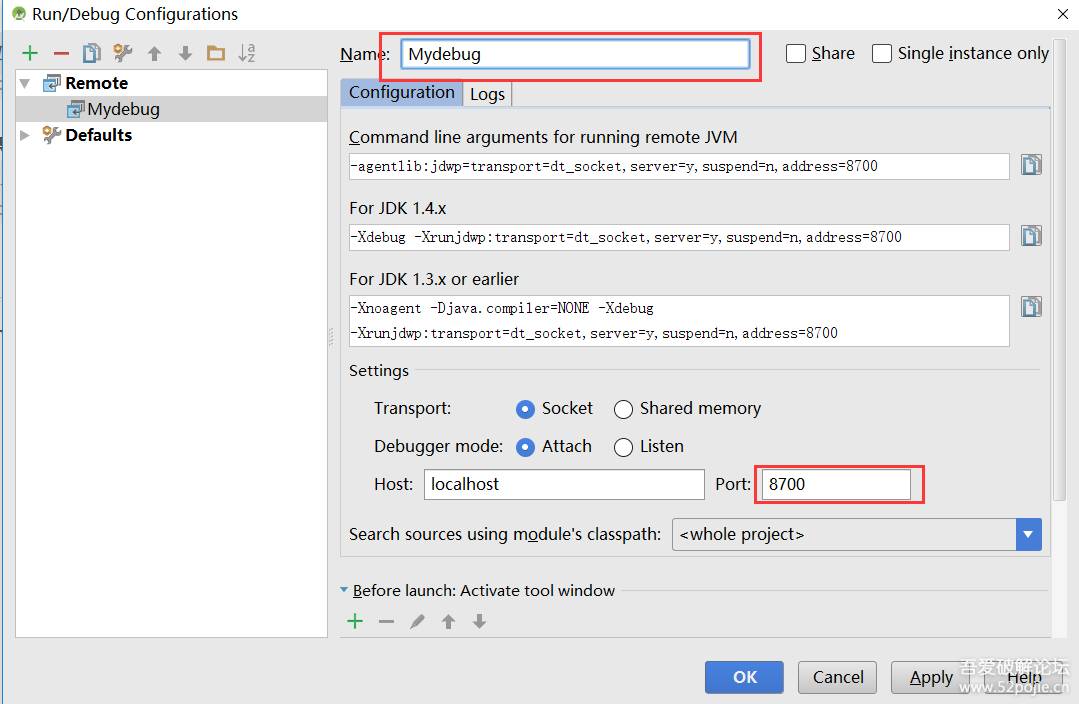 Run/Debug Configurations
Name: Mydebug
Share
Single instance only
Remote
Mydebug
Defaults
Configuration
Logs
Command line arguments for running remote JVM
-agentlib:jdwp=transport=dt_socket,server=y,suspend=n,address=8700
For JDK 1.4.x
-Xdebug -Xrunjdwp:transport=dt_socket,server=y,suspend=n,address=8700
For JDK 1.3.x or earlier
-Xnoagent -Djava.compiler=NONE -Xdebug
-Xrunjdwp:transport=dt_socket,server=y,suspend=n,address=8700
Settings
Transport: Socket Shared memory
Debugger mode: Attach Listen
Host: localhost Port: 8700
Search sources using module's classpath: <whole project>
Before launch: Activate tool window
OK Cancel Apply Help
吾爱破解论坛
www.52pojie.cn